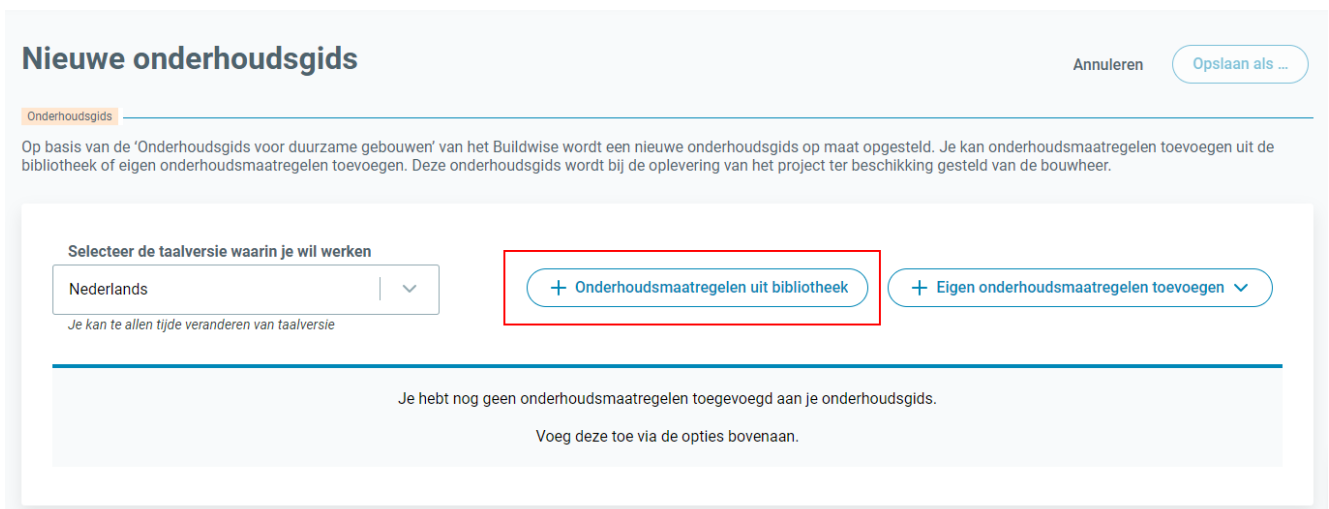 Nieuwe onderhoudsgids
Annuleren
Opslaan als ...
Onderhoudsgids
Op basis van de ‘Onderhoudsgids voor duurzame gebouwen’ van het Buildwise wordt een nieuwe onderhoudsgids op maat opgesteld. Je kan onderhoudsmaatregelen toevoegen uit de
bibliotheek of eigen onderhoudsmaatregelen toevoegen. Deze onderhoudsgids wordt bij de oplevering van het project ter beschikking gesteld van de bouwheer.
Selecteer de taalversie waarin je wil werken
Nederlands
Je kan te allen tijde veranderen van taalversie
+ Onderhoudsmaatregelen uit bibliotheek
+ Eigen onderhoudsmaatregelen toevoegen
Je hebt nog geen onderhoudsmaatregelen toegevoegd aan je onderhoudsgids.
Voeg deze toe via de opties bovenaan.